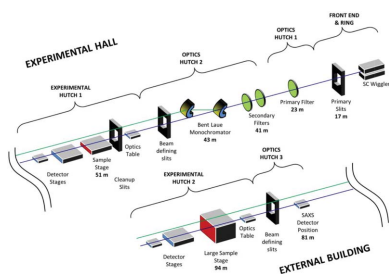 FRONT END
& RING
OPTICS
HUTCH 1
EXPERIMENTAL HALL
OPTICS
HUTCH 2
EXPERIMENTAL
HUTCH 1
SC Wiggler
Primary
Slits
17 m
Primary Filter
23 m
Secondary
Filters
41 m
Bent Laue
Monochromator
43 m
Beam
defining
slits
Optics
Table
Cleanup
Slits
Sample
Stage
51 m
Detector
Stages
OPTICS
HUTCH 3
EXPERIMENTAL
HUTCH 2
SAXS
Detector
Position
81 m
Beam
defining
slits
Optics
Table
Large Sample
Stage
94 m
Detector
Stages
EXTERNAL BUILDING